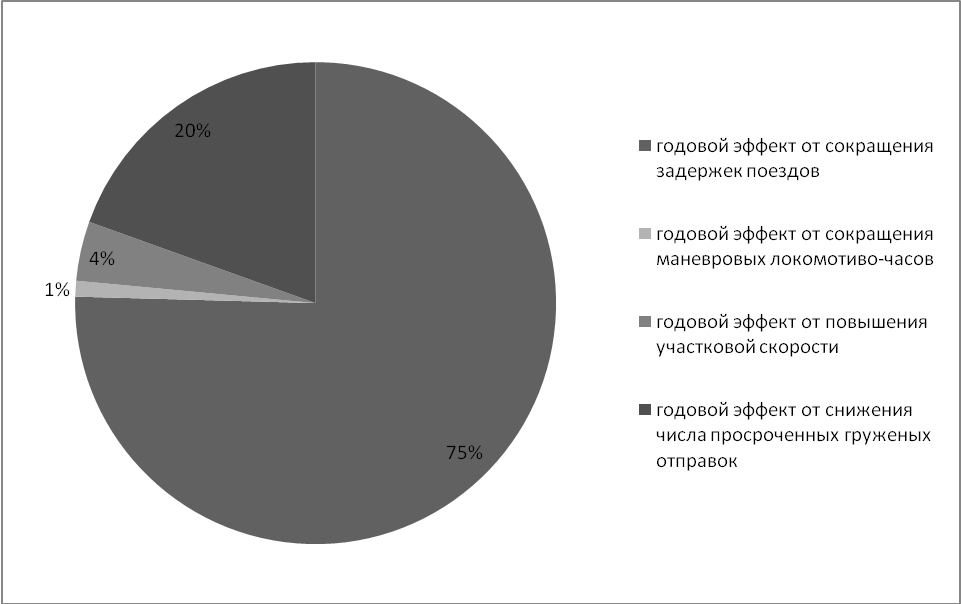 20%
4%
1%
75%
годовой эффект от сокращения
задержек поездов
годовой эффект от сокращения
маневровых локомотиво-часов
годовой эффект от повышения
участковой скорости
годовой эффект от снижения
числа просроченных груженых
отправок